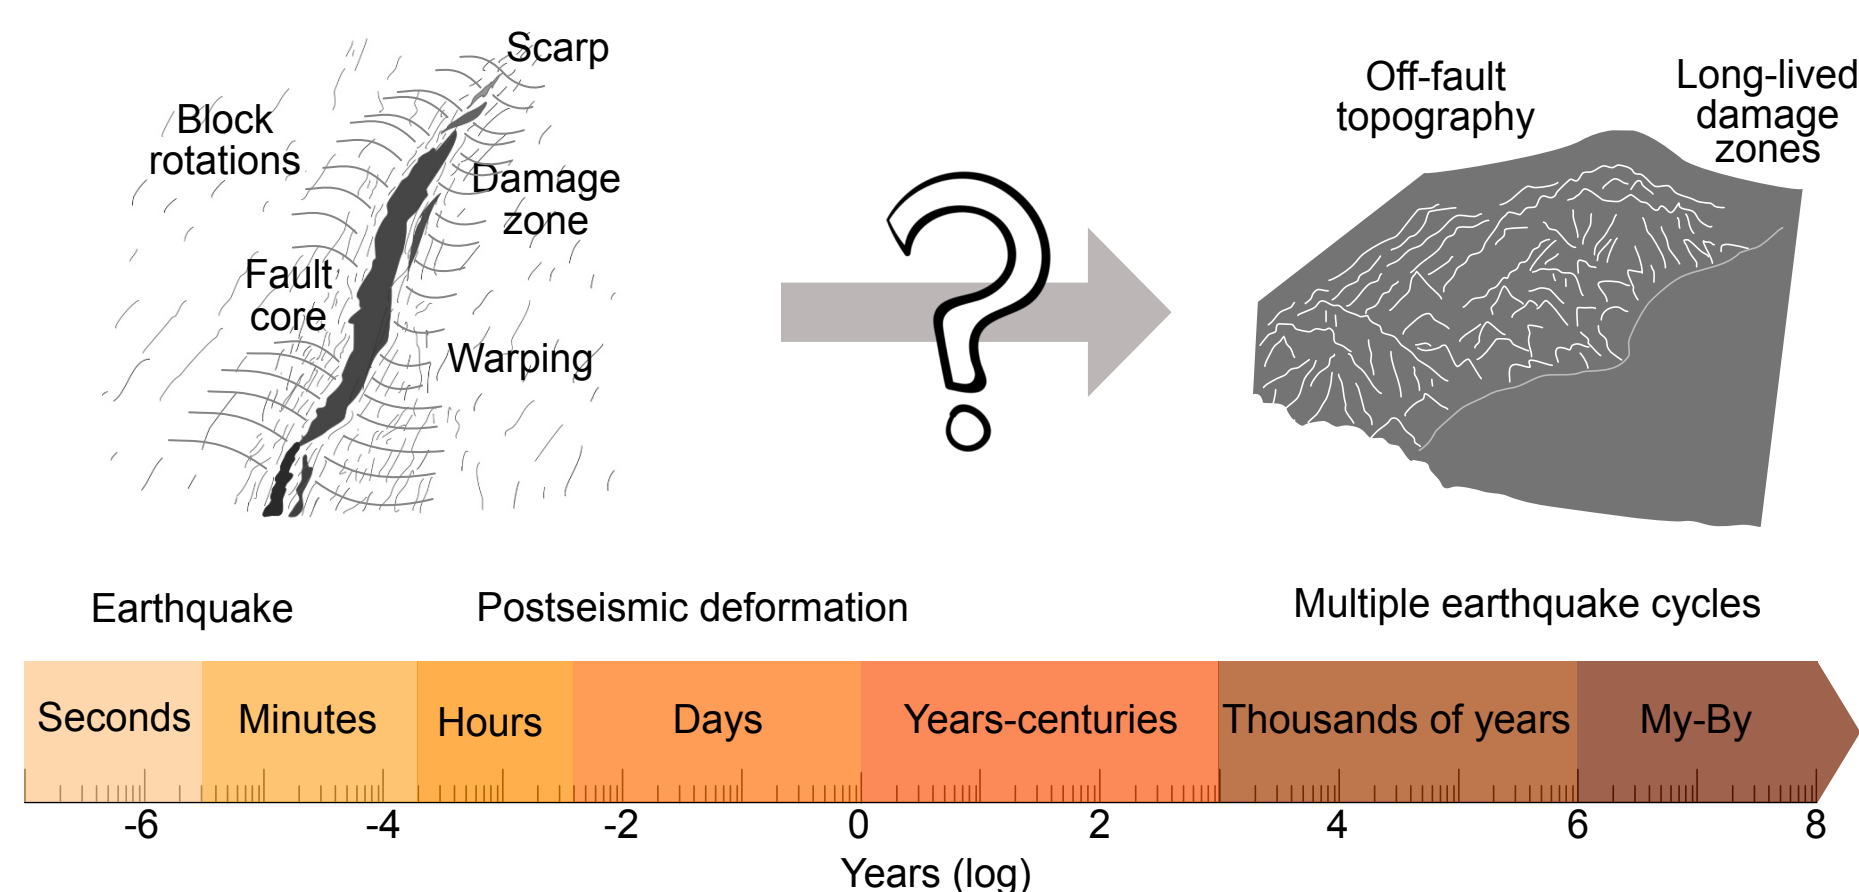 Scarp
Block
rotations
Damage
zone
Fault
core
Warping
?
Off-fault
topography
Long-lived
damage
zones
Earthquake
Postseismic deformation
Multiple earthquake cycles
Seconds
Minutes
Hours
Days
Years-centuries
Thousands of years
My-By
-6
-4
-2
0
2
4
6
8
Years (log)